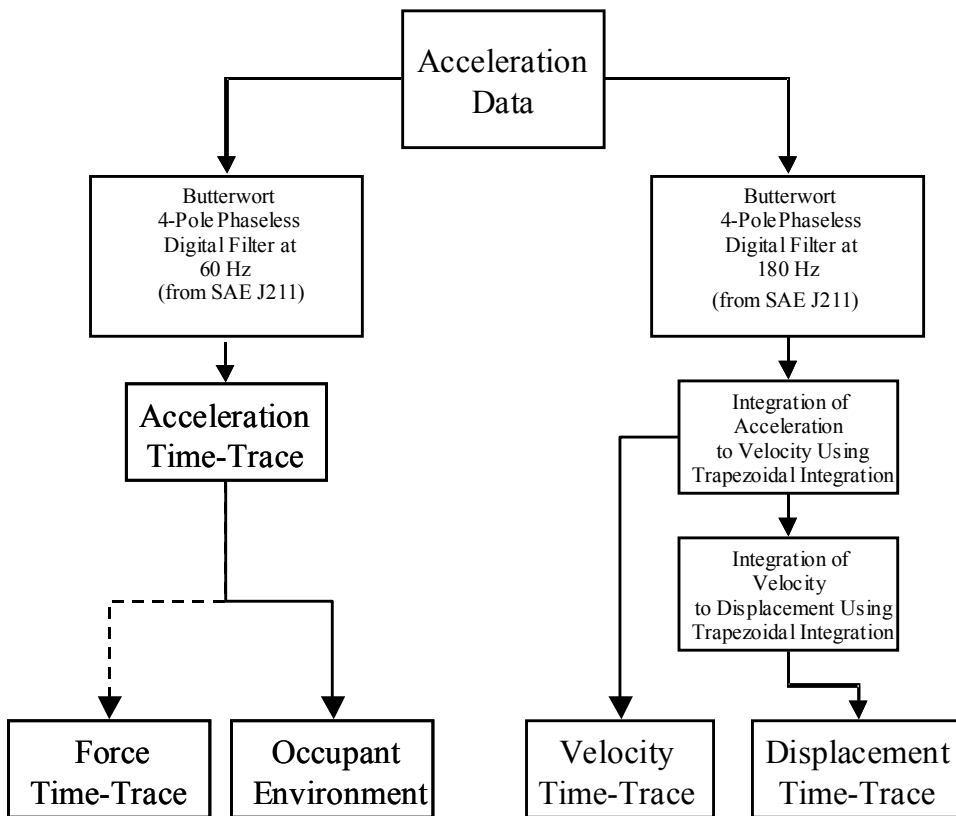 Acceleration
Data
Butterwort
4-Pole Phaseless
Digital Filter at
60 Hz
(from SAE J211)
Butterwort
4-Pole Phaseless
Digital Filter at
180 Hz
(from SAE J211)
Acceleration
Time-Trace
Integration of
Acceleration
to Velocity Using
Trapezoidal Integration
Integration of
Velocity
to Displacement Using
Trapezoidal Integration
Force
Time-Trace
Occupant
Environment
Velocity
Time-Trace
Displacement
Time-Trace